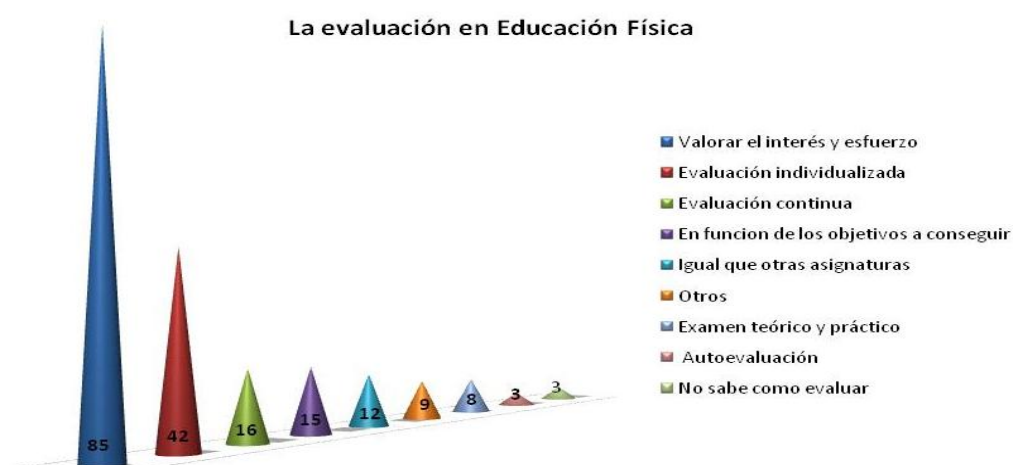 La evaluación en Educación Física
Valorar el interés y esfuerzo
Evaluación individualizada
Evaluación continua
En funcion de los objetivos a conseguir
Igual que otras asignaturas
Otros
Examen teórico y práctico
Autoevaluación
No sabe como evaluar
85
42
16
15
12
9
8
3
3